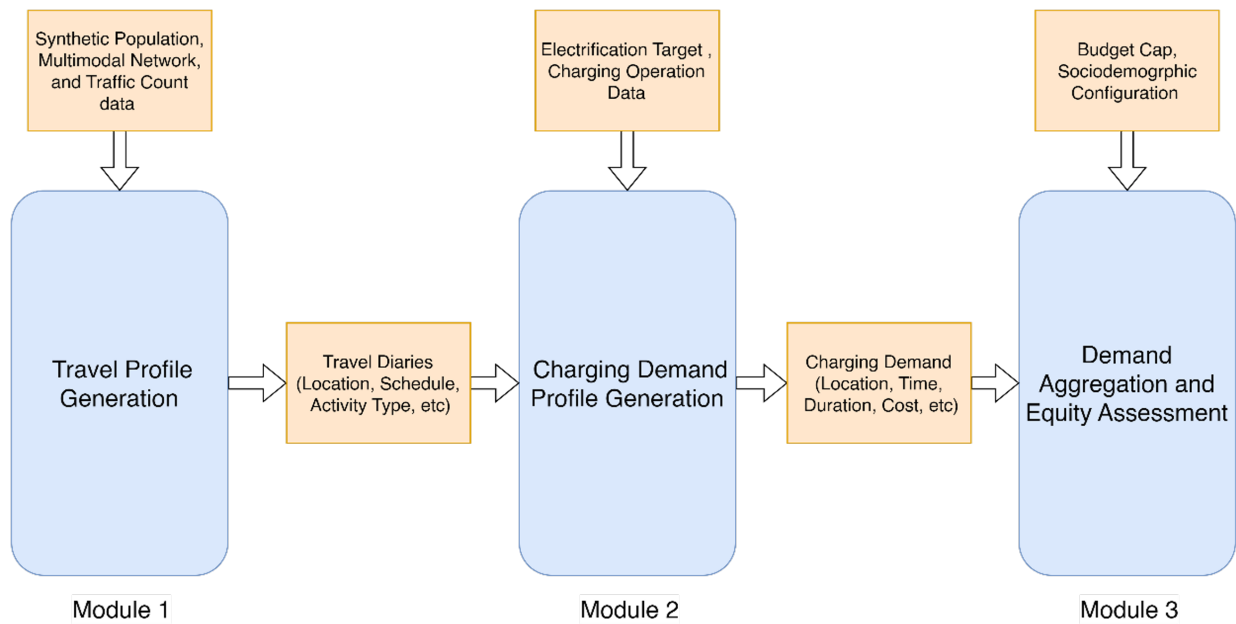 Synthetic Population,
Multimodal Network,
and Traffic Count
data
Electrification Target ,
Charging Operation
Data
Budget Cap,
Sociodemogrphic
Configuration
Travel Profile
Generation
Travel Diaries
(Location, Schedule,
Activity Type, etc)
Charging Demand
Profile Generation
Charging Demand
(Location, Time,
Duration, Cost, etc)
Demand
Aggregation and
Equity Assessment
Module 1
Module 2
Module 3